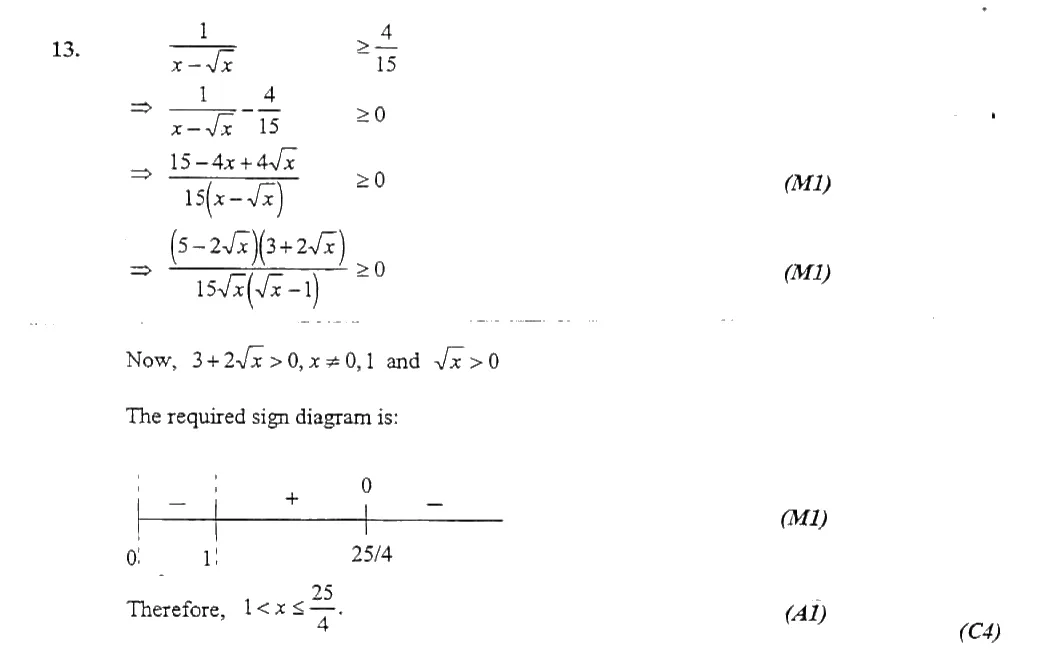 13. 1/(x − √x) ≥ 4/15
⇒ 1/(x − √x) − 4/15 ≥ 0
⇒ (15 − 4x + 4√x)/(15(x − √x)) ≥ 0 (M1)
⇒ ((5 − 2√x)(3 + 2√x))/(15√x(√x − 1)) ≥ 0 (M1)
Now, 3 + 2√x > 0, x ≠ 0, 1 and √x > 0
The required sign diagram is:
0
− + −
(M1)
0 1 25/4
Therefore, 1 < x ≤ 25/4. (A1)
(C4)